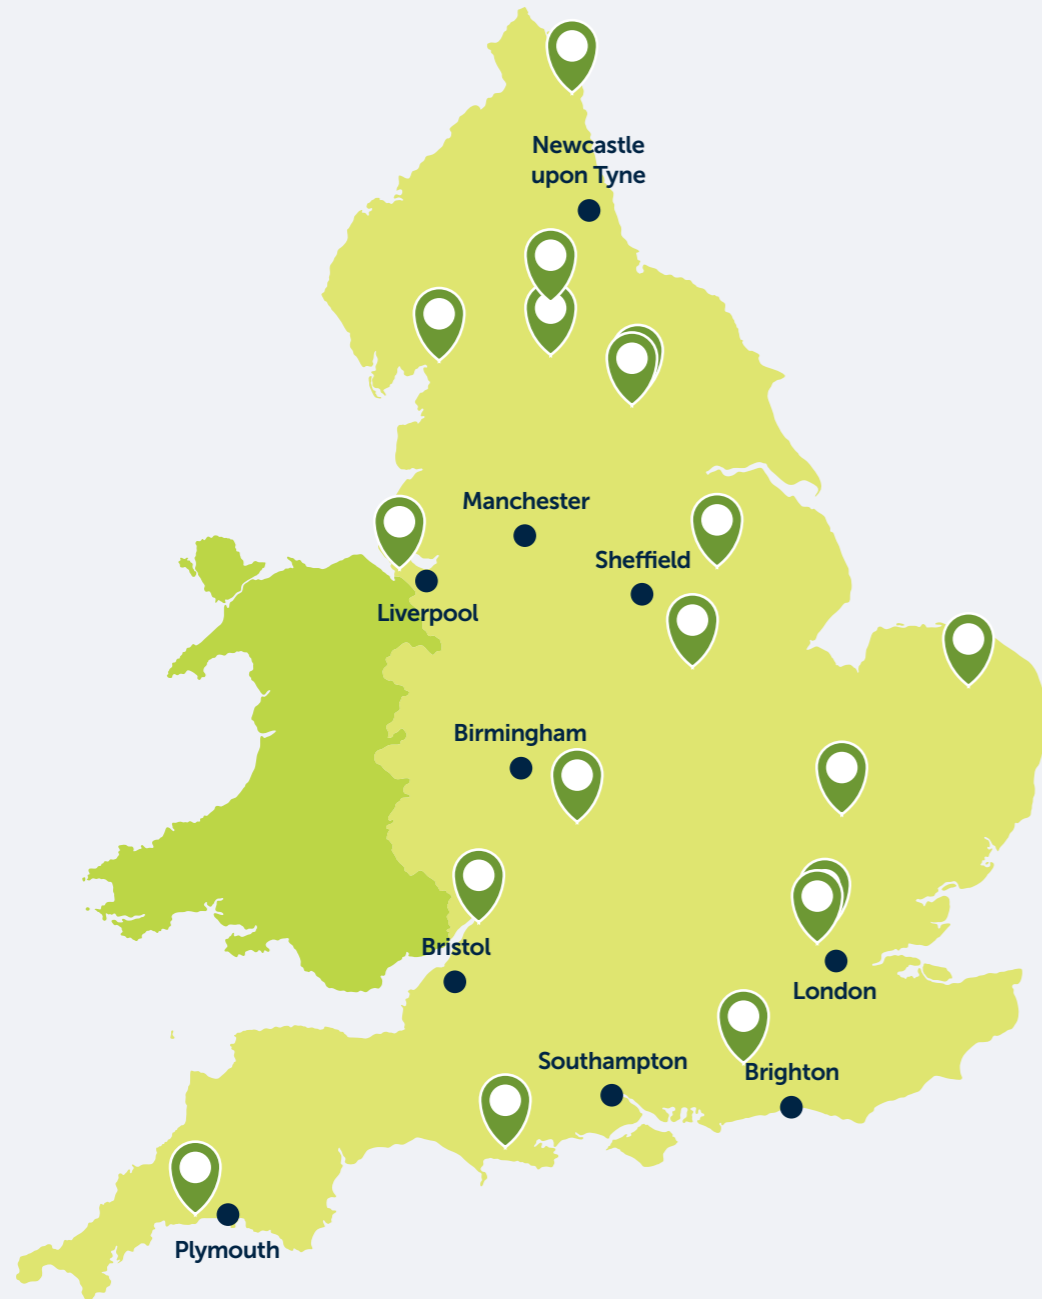 Newcastle
upon Tyne
Manchester
Sheffield
Liverpool
Birmingham
Bristol
London
Southampton
Brighton
Plymouth